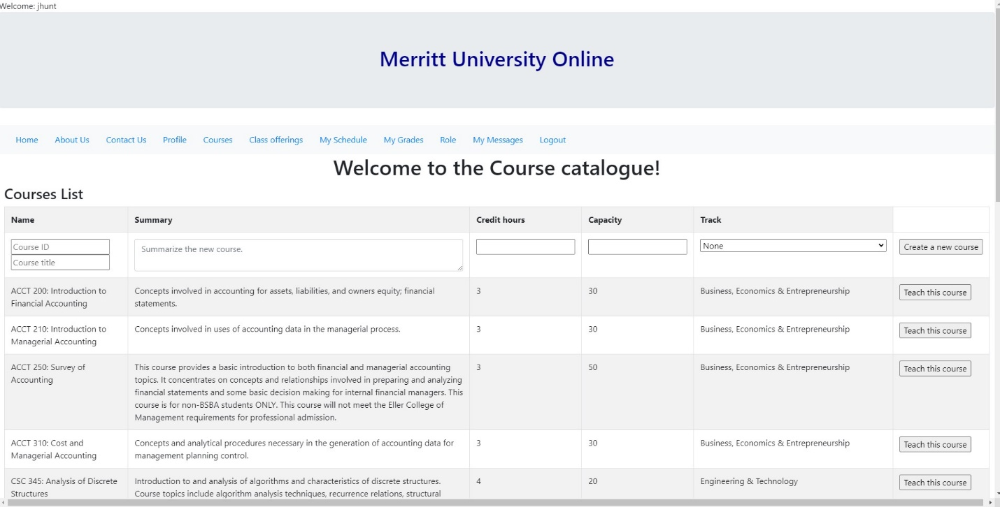 Welcome: jhunt
Merritt University Online
Home About Us Contact Us Profile Courses Class offerings My Schedule My Grades Role My Messages Logout
Welcome to the Course catalogue!
Courses List
Name Summary Credit hours Capacity Track
Course ID Summarize the new course. None Create a new course
Course title
ACCT 200: Introduction to Concepts involved in accounting for assets, liabilities, and owners equity; financial 3 30 Business, Economics & Entrepreneurship Teach this course
Financial Accounting statements.
ACCT 210: Introduction to Concepts involved in uses of accounting data in the managerial process. 3 30 Business, Economics & Entrepreneurship Teach this course
Managerial Accounting
ACCT 250: Survey of This course provides a basic introduction to both financial and managerial accounting 3 50 Business, Economics & Entrepreneurship Teach this course
Accounting topics. It concentrates on concepts and relationships involved in preparing and analyzing
financial statements and some basic decision making for internal financial managers. This
course is for non-BSBA students ONLY. This course will not meet the Eller College of
Management requirements for professional admission.
ACCT 310: Cost and Concepts and analytical procedures necessary in the generation of accounting data for 3 30 Business, Economics & Entrepreneurship Teach this course
Managerial Accounting management planning control.
CSC 345: Analysis of Discrete Introduction to and analysis of algorithms and characteristics of discrete structures. 4 20 Engineering & Technology Teach this course
Structures Course topics include algorithm analysis techniques, recurrence relations, structural